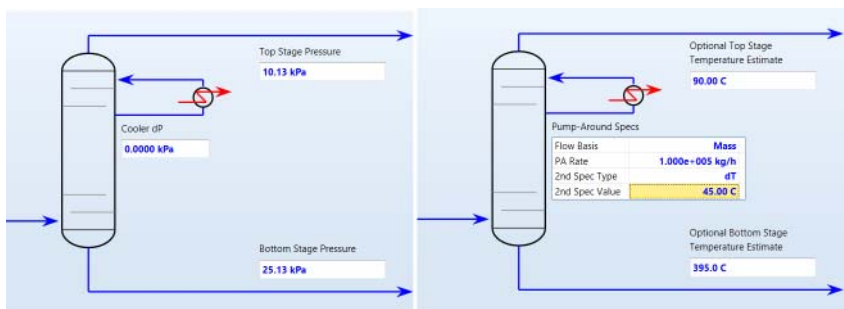 Top Stage Pressure
10.13 kPa
Cooler dP
0.0000 kPa
Bottom Stage Pressure
25.13 kPa
Optional Top Stage
Temperature Estimate
90.00 C
Pump-Around Specs
Flow Basis Mass
PA Rate 1.000e+005 kg/h
2nd Spec Type dT
2nd Spec Value 45.00 C
Optional Bottom Stage
Temperature Estimate
395.0 C